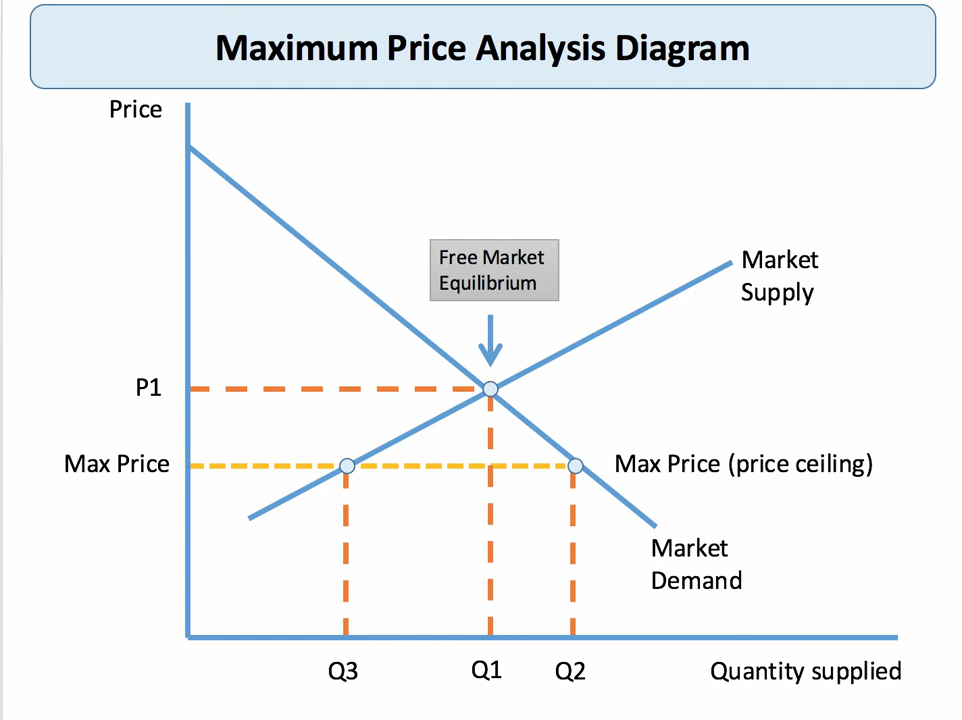 Maximum Price Analysis Diagram
Price
Free Market
Equilibrium
Market
Supply
P1
Max Price
Max Price (price ceiling)
Market
Demand
Q3
Q1
Q2
Quantity supplied